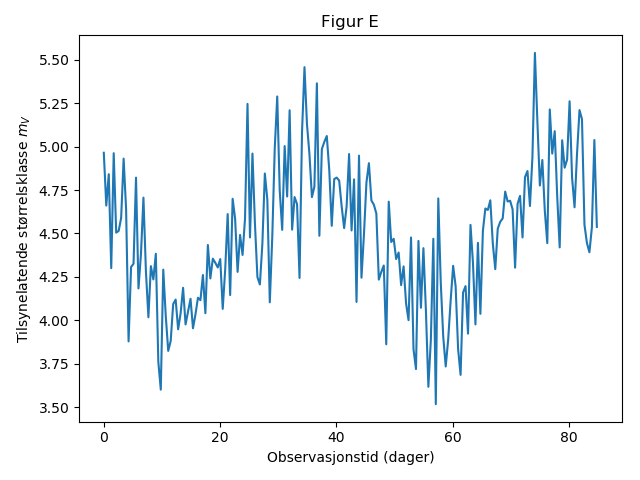 Figur E
Tilsynelatende størrelsklasse $m_V$
5.50
5.25
5.00
4.75
4.50
4.25
4.00
3.75
3.50
0 20 40 60 80
Observasjonstid (dager)